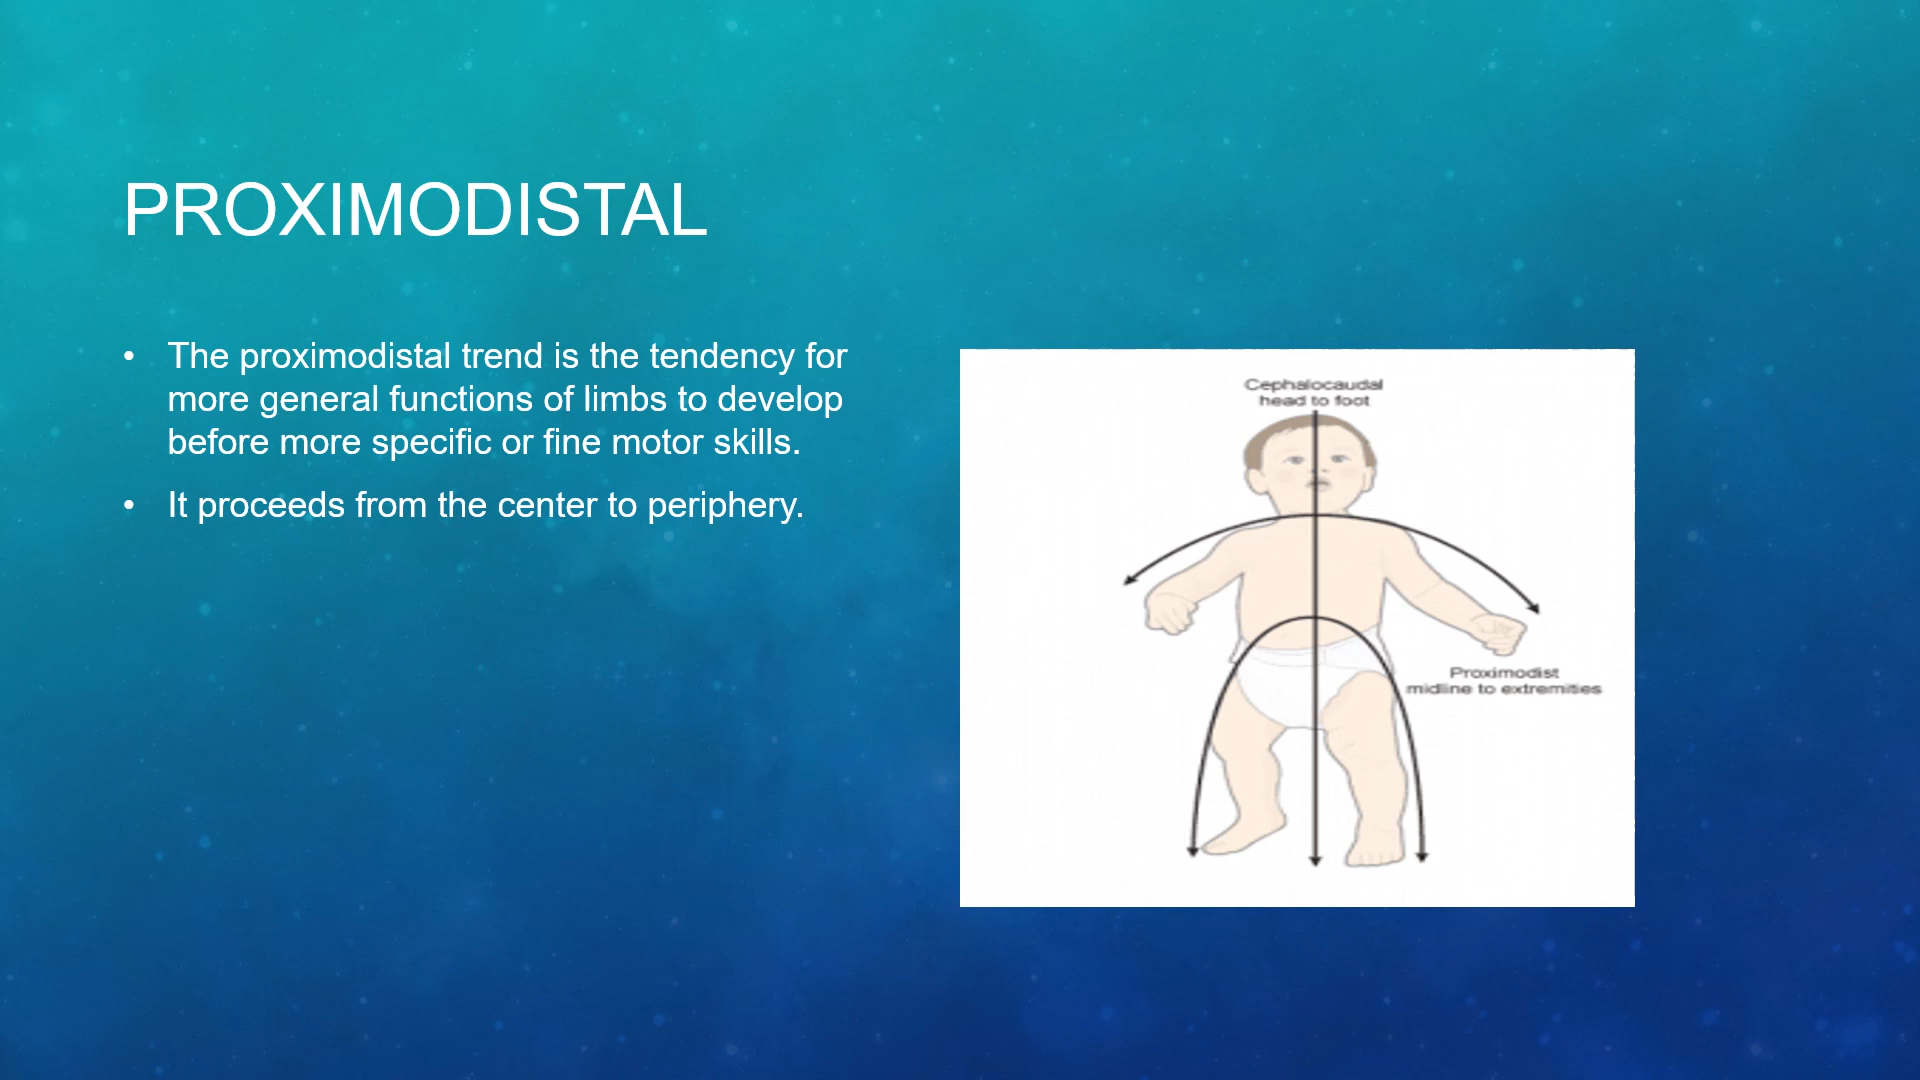 PROXIMODISTAL
• The proximodistal trend is the tendency for
more general functions of limbs to develop
before more specific or fine motor skills.
• It proceeds from the center to periphery.
Cephalocaudal
head to foot
Proximodist
midline to extremities